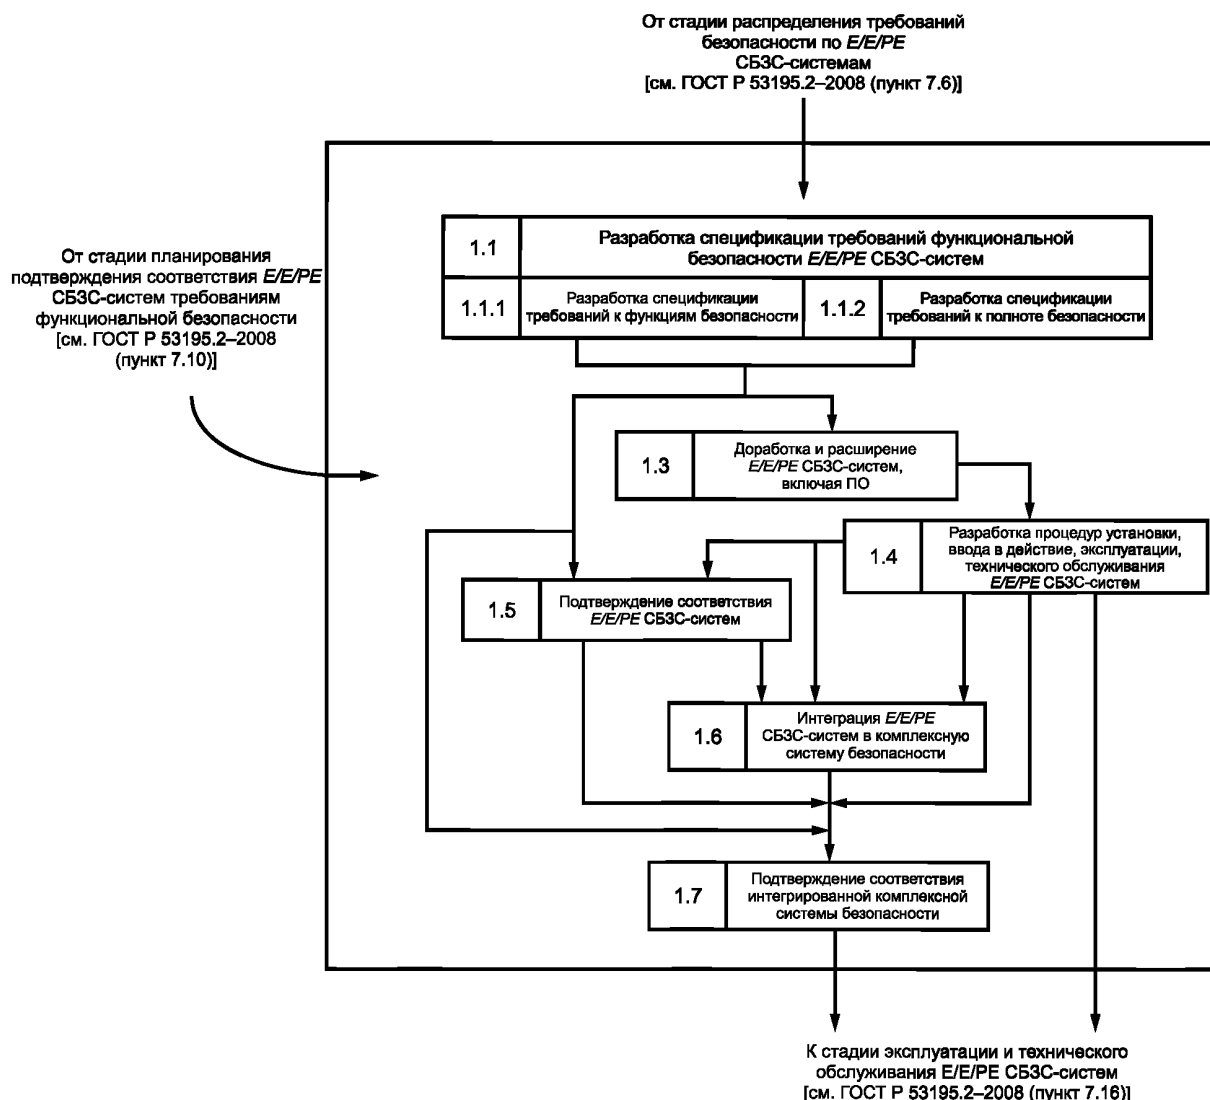 От стадии распределения требований
безопасности по E/E/PE
СБЗС-системам
[см. ГОСТ Р 53195.2–2008 (пункт 7.6)]
От стадии планирования
подтверждения соответствия E/E/PE
СБЗС-систем требованиям
функциональной безопасности
[см. ГОСТ Р 53195.2–2008
(пункт 7.10)]
1.1
Разработка спецификации требований функциональной
безопасности E/E/PE СБЗС-систем
1.1.1
Разработка спецификации
требований к функциям безопасности
1.1.2
Разработка спецификации
требований к полноте безопасности
1.3
Доработка и расширение
E/E/PE СБЗС-систем,
включая ПО
1.4
Разработка процедур установки,
ввода в действие, эксплуатации,
технического обслуживания
E/E/PE СБЗС-систем
1.5
Подтверждение соответствия
E/E/PE СБЗС-систем
1.6
Интеграция E/E/PE
СБЗС-систем в комплексную
систему безопасности
1.7
Подтверждение соответствия
интегрированной комплексной
системы безопасности
К стадии эксплуатации и технического
обслуживания E/E/PE СБЗС-систем
[см. ГОСТ Р 53195.2–2008 (пункт 7.16)]